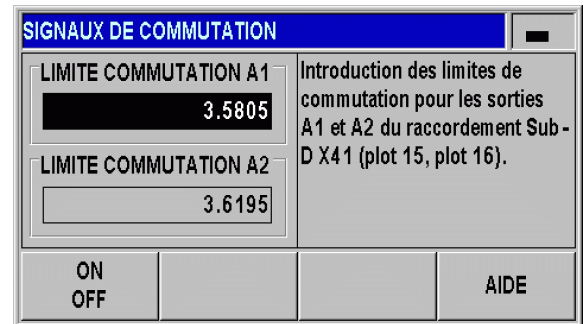 SIGNAUX DE COMMUTATION
LIMITE COMMUTATION A1
3.5805
LIMITE COMMUTATION A2
3.6195
Introduction des limites de
commutation pour les sorties
A1 et A2 du raccordement Sub-
D X41 (plot 15, plot 16).
ON
OFF
AIDE